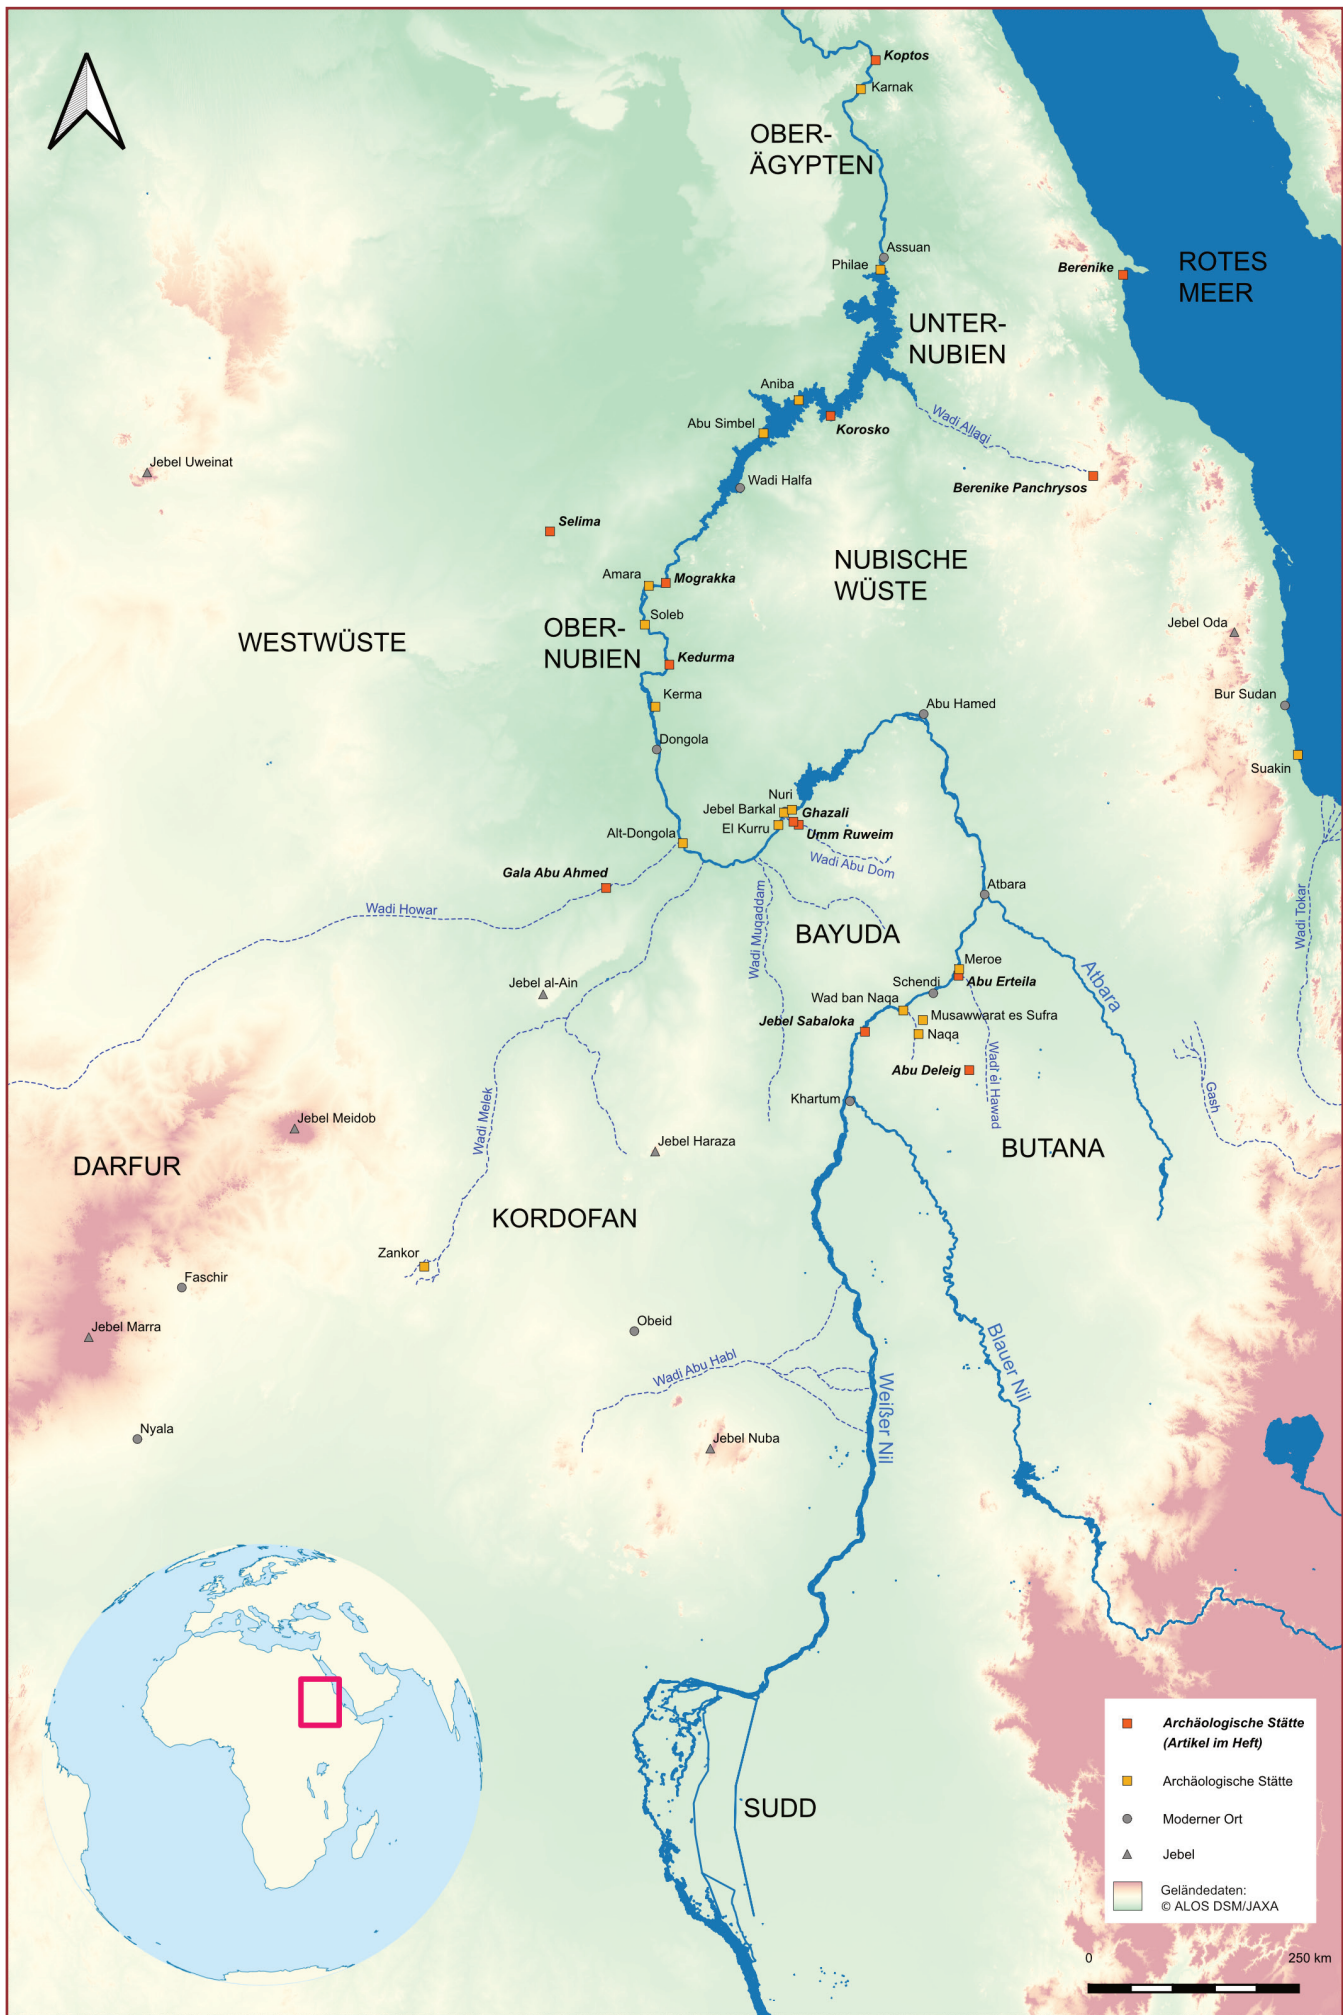 Koptos
Karnak
OBER-
ÄGYPTEN
Assuan
Philae
Berenike
ROTES
MEER
UNTER-
NUBIEN
Aniba
Abu Simbel
Korosko
Wadi Allaqi
Jebel Uweinat
Wadi Halfa
Berenike Panchrysos
Selima
NUBISCHE
WÜSTE
Amara
Mograkka
Soleb
Jebel Oda
WESTWÜSTE
OBER-
NUBIEN
Kedurma
Kerma
Bur Sudan
Abu Hamed
Dongola
Suakin
Nuri
Jebel Barkal
Ghazali
El Kurru
Umm Ruweim
Alt-Dongola
Wadi Abu Dom
Gala Abu Ahmed
Atbara
Wadi Howar
Wadi Muqaddam
Wadi Tokar
BAYUDA
Meroe
Abu Erteila
Atbara
Jebel al-Ain
Schendi
Wad ban Naqa
Musawwarat es Sufra
Jebel Sabaloka
Naqa
Abu Deleig
Wadi el Hawad
Gash
Khartum
Jebel Meidob
Wadi Melek
Jebel Haraza
BUTANA
DARFUR
KORDOFAN
Zankor
Faschir
Jebel Marra
Obeid
Blauer Nil
Wadi Abu Habl
Weißer Nil
Nyala
Jebel Nuba
SUDD
Archäologische Stätte
(Artikel im Heft)
Archäologische Stätte
Moderner Ort
Jebel
Geländedaten:
© ALOS DSM/JAXA
0
250 km